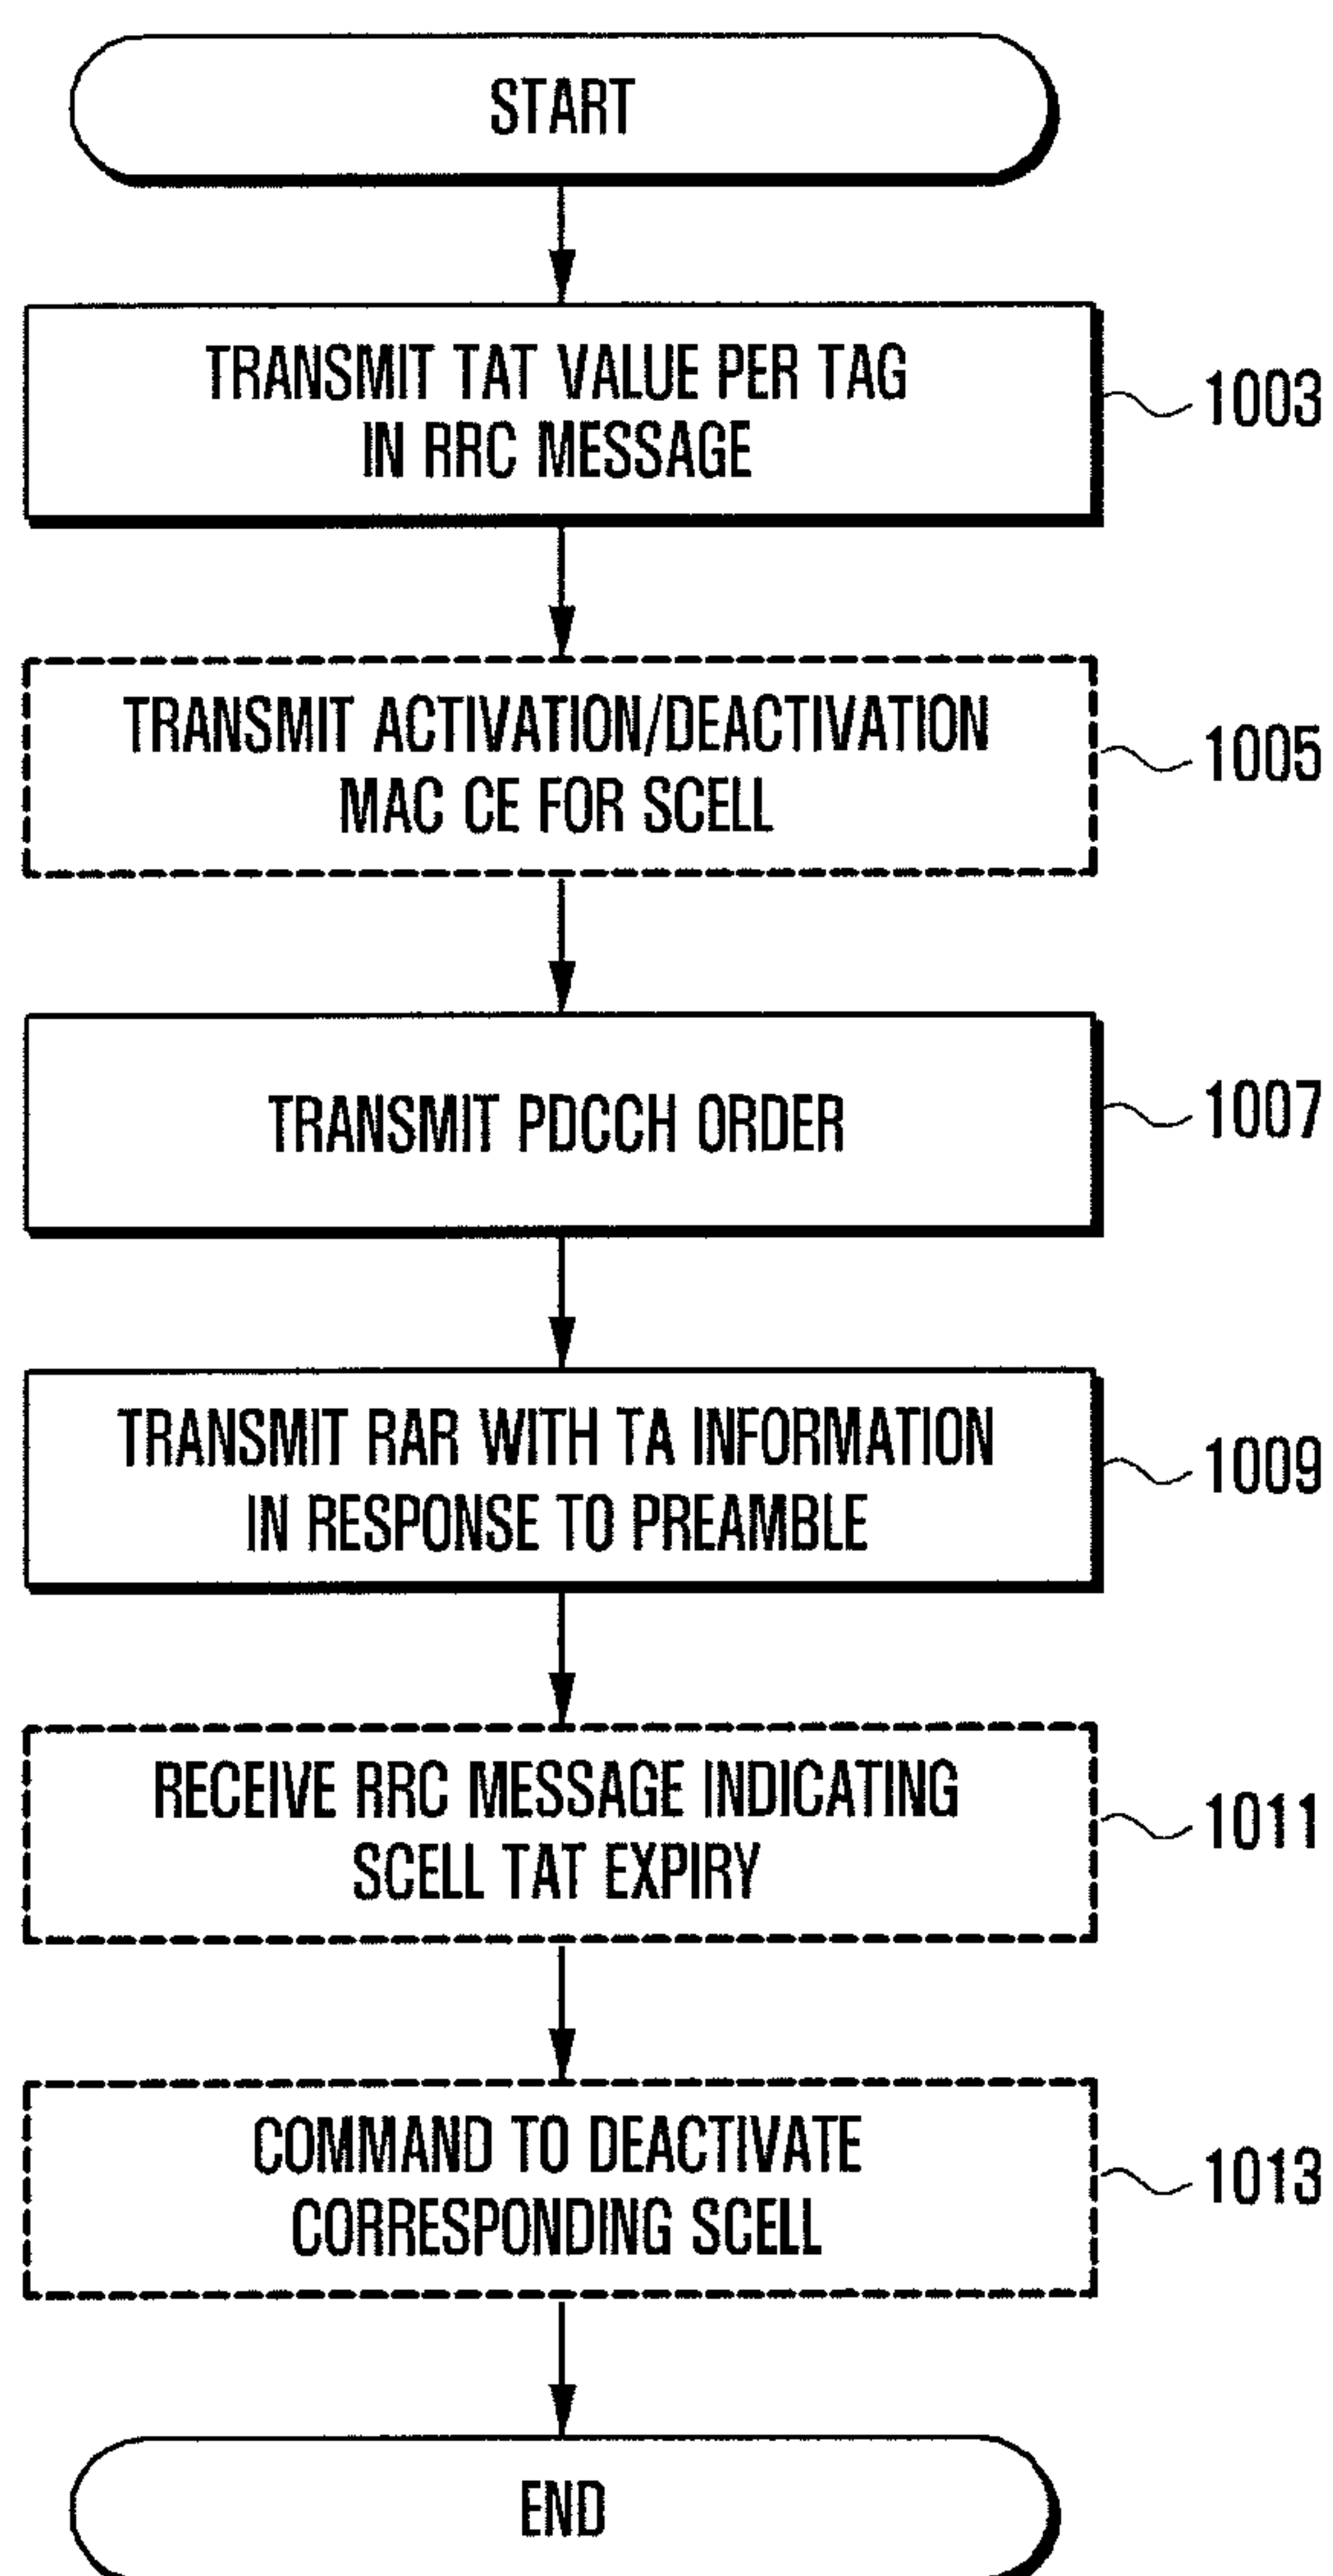 START
TRANSMIT TAT VALUE PER TAG
IN RRC MESSAGE
1003
TRANSMIT ACTIVATION/DEACTIVATION
MAC CE FOR SCELL
1005
TRANSMIT PDCCH ORDER
1007
TRANSMIT RAR WITH TA INFORMATION
IN RESPONSE TO PREAMBLE
1009
RECEIVE RRC MESSAGE INDICATING
SCELL TAT EXPIRY
1011
COMMAND TO DEACTIVATE
CORRESPONDING SCELL
1013
END